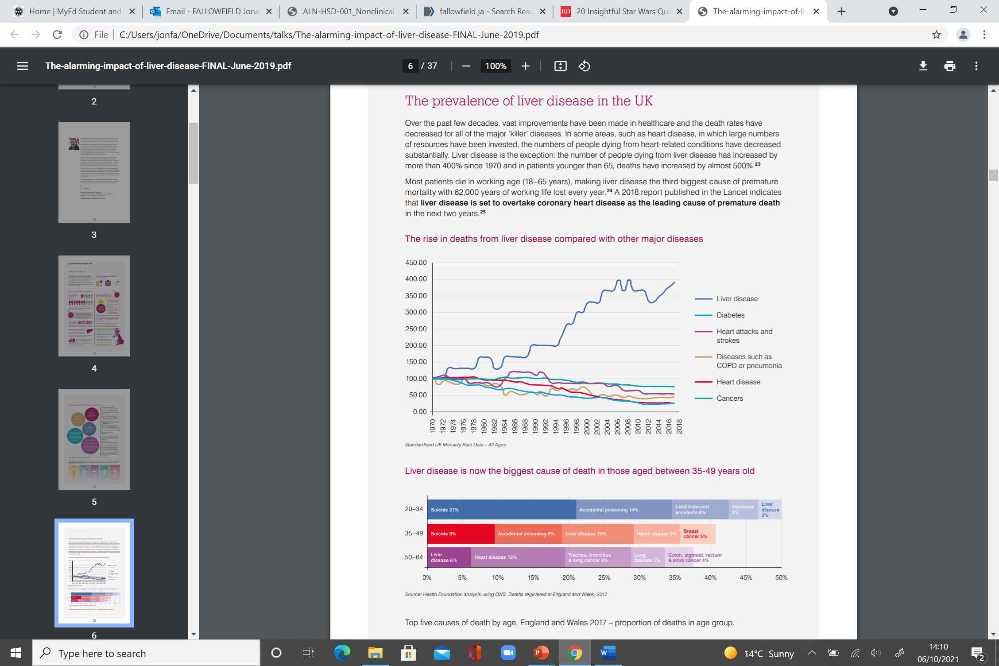 Home | MyEd Student and
Email - FALLOWFIELD Jona
ALN-HSD-001_Nonclinical
fallowfield ja - Search Resu
RD 20 Insightful Star Wars Quo
The-alarming-impact-of-liv
File C:/Users/jonfa/OneDrive/Documents/talks/The-alarming-impact-of-liver-disease-FINAL-June-2019.pdf
The-alarming-impact-of-liver-disease-FINAL-June-2019.pdf
6 / 37
100%
2
3
Liver disease in the UK
Over 600,000
4
5
6
The prevalence of liver disease in the UK
Over the past few decades, vast improvements have been made in healthcare and the death rates have
decreased for all of the major ‘killer’ diseases. In some areas, such as heart disease, in which large numbers
of resources have been invested, the numbers of people dying from heart-related conditions have decreased
substantially. Liver disease is the exception: the number of people dying from liver disease has increased by
more than 400% since 1970 and in patients younger than 65, deaths have increased by almost 500%.23
Most patients die in working age (18–65 years), making liver disease the third biggest cause of premature
mortality with 62,000 years of working life lost every year.24 A 2018 report published in the Lancet indicates
that liver disease is set to overtake coronary heart disease as the leading cause of premature death
in the next two years.25
The rise in deaths from liver disease compared with other major diseases
450.00
400.00
350.00
300.00
250.00
200.00
150.00
100.00
50.00
0.00
1970 1972 1974 1976 1978 1980 1982 1984 1986 1988 1990 1992 1994 1996 1998 2000 2002 2004 2006 2008 2010 2012 2014 2016 2018
Liver disease
Diabetes
Heart attacks and
strokes
Diseases such as
COPD or pneumonia
Heart disease
Cancers
Standardised UK Mortality Rate Data – All Ages
Liver disease is now the biggest cause of death in those aged between 35-49 years old
20–34
Suicide 21%
Accidental poisoning 14%
Land transport
accidents 8%
Homicide
4%
Liver
disease
3%
35–49
Suicide 9%
Accidental poisoning 9%
Liver disease 10%
Heart disease 8%
Breast
cancer 5%
50–64
Liver
disease 6%
Heart disease 13%
Trachea, bronchus
& lung cancer 9%
Lung
disease 5%
Colon, sigmoid, rectum
& anus cancer 4%
0% 5% 10% 15% 20% 25% 30% 35% 40% 45% 50%
Source: Health Foundation analysis using ONS. Deaths registered in England and Wales, 2017
Top five causes of death by age, England and Wales 2017 – proportion of deaths in age group.
Type here to search
14°C Sunny
14:10
06/10/2021
2